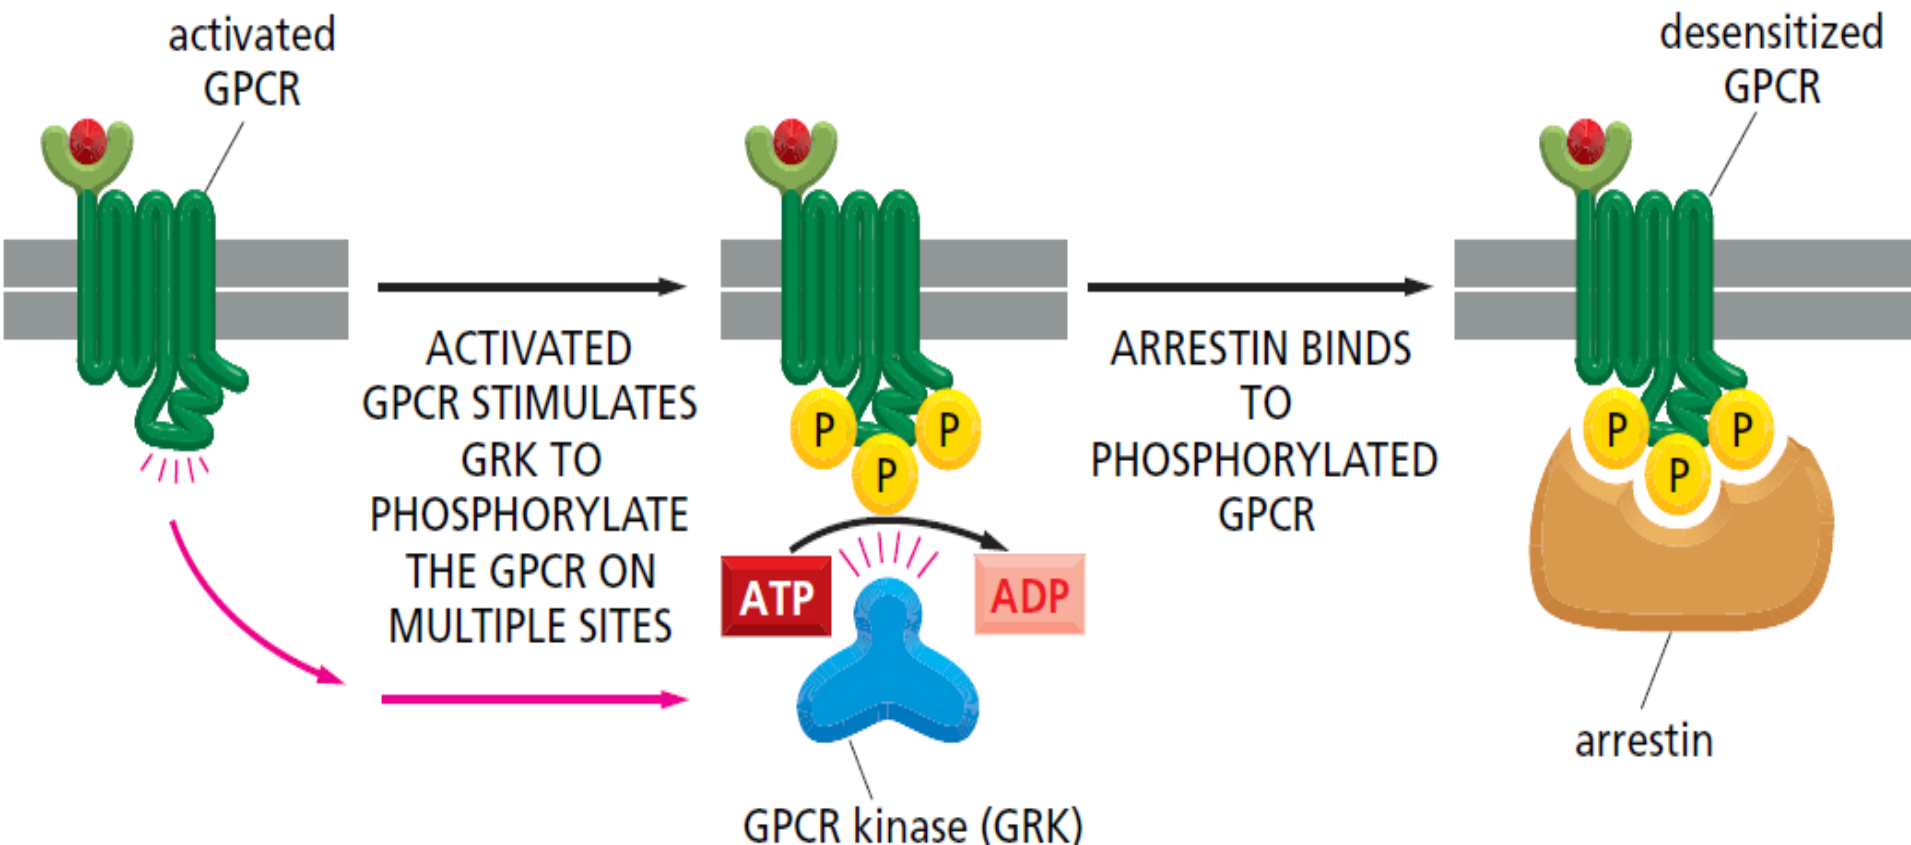 activated
GPCR
ACTIVATED
GPCR STIMULATES
GRK TO
PHOSPHORYLATE
THE GPCR ON
MULTIPLE SITES
P
P
P
ATP
ADP
GPCR kinase (GRK)
ARRESTIN BINDS
TO
PHOSPHORYLATED
GPCR
desensitized
GPCR
P
P
P
arrestin